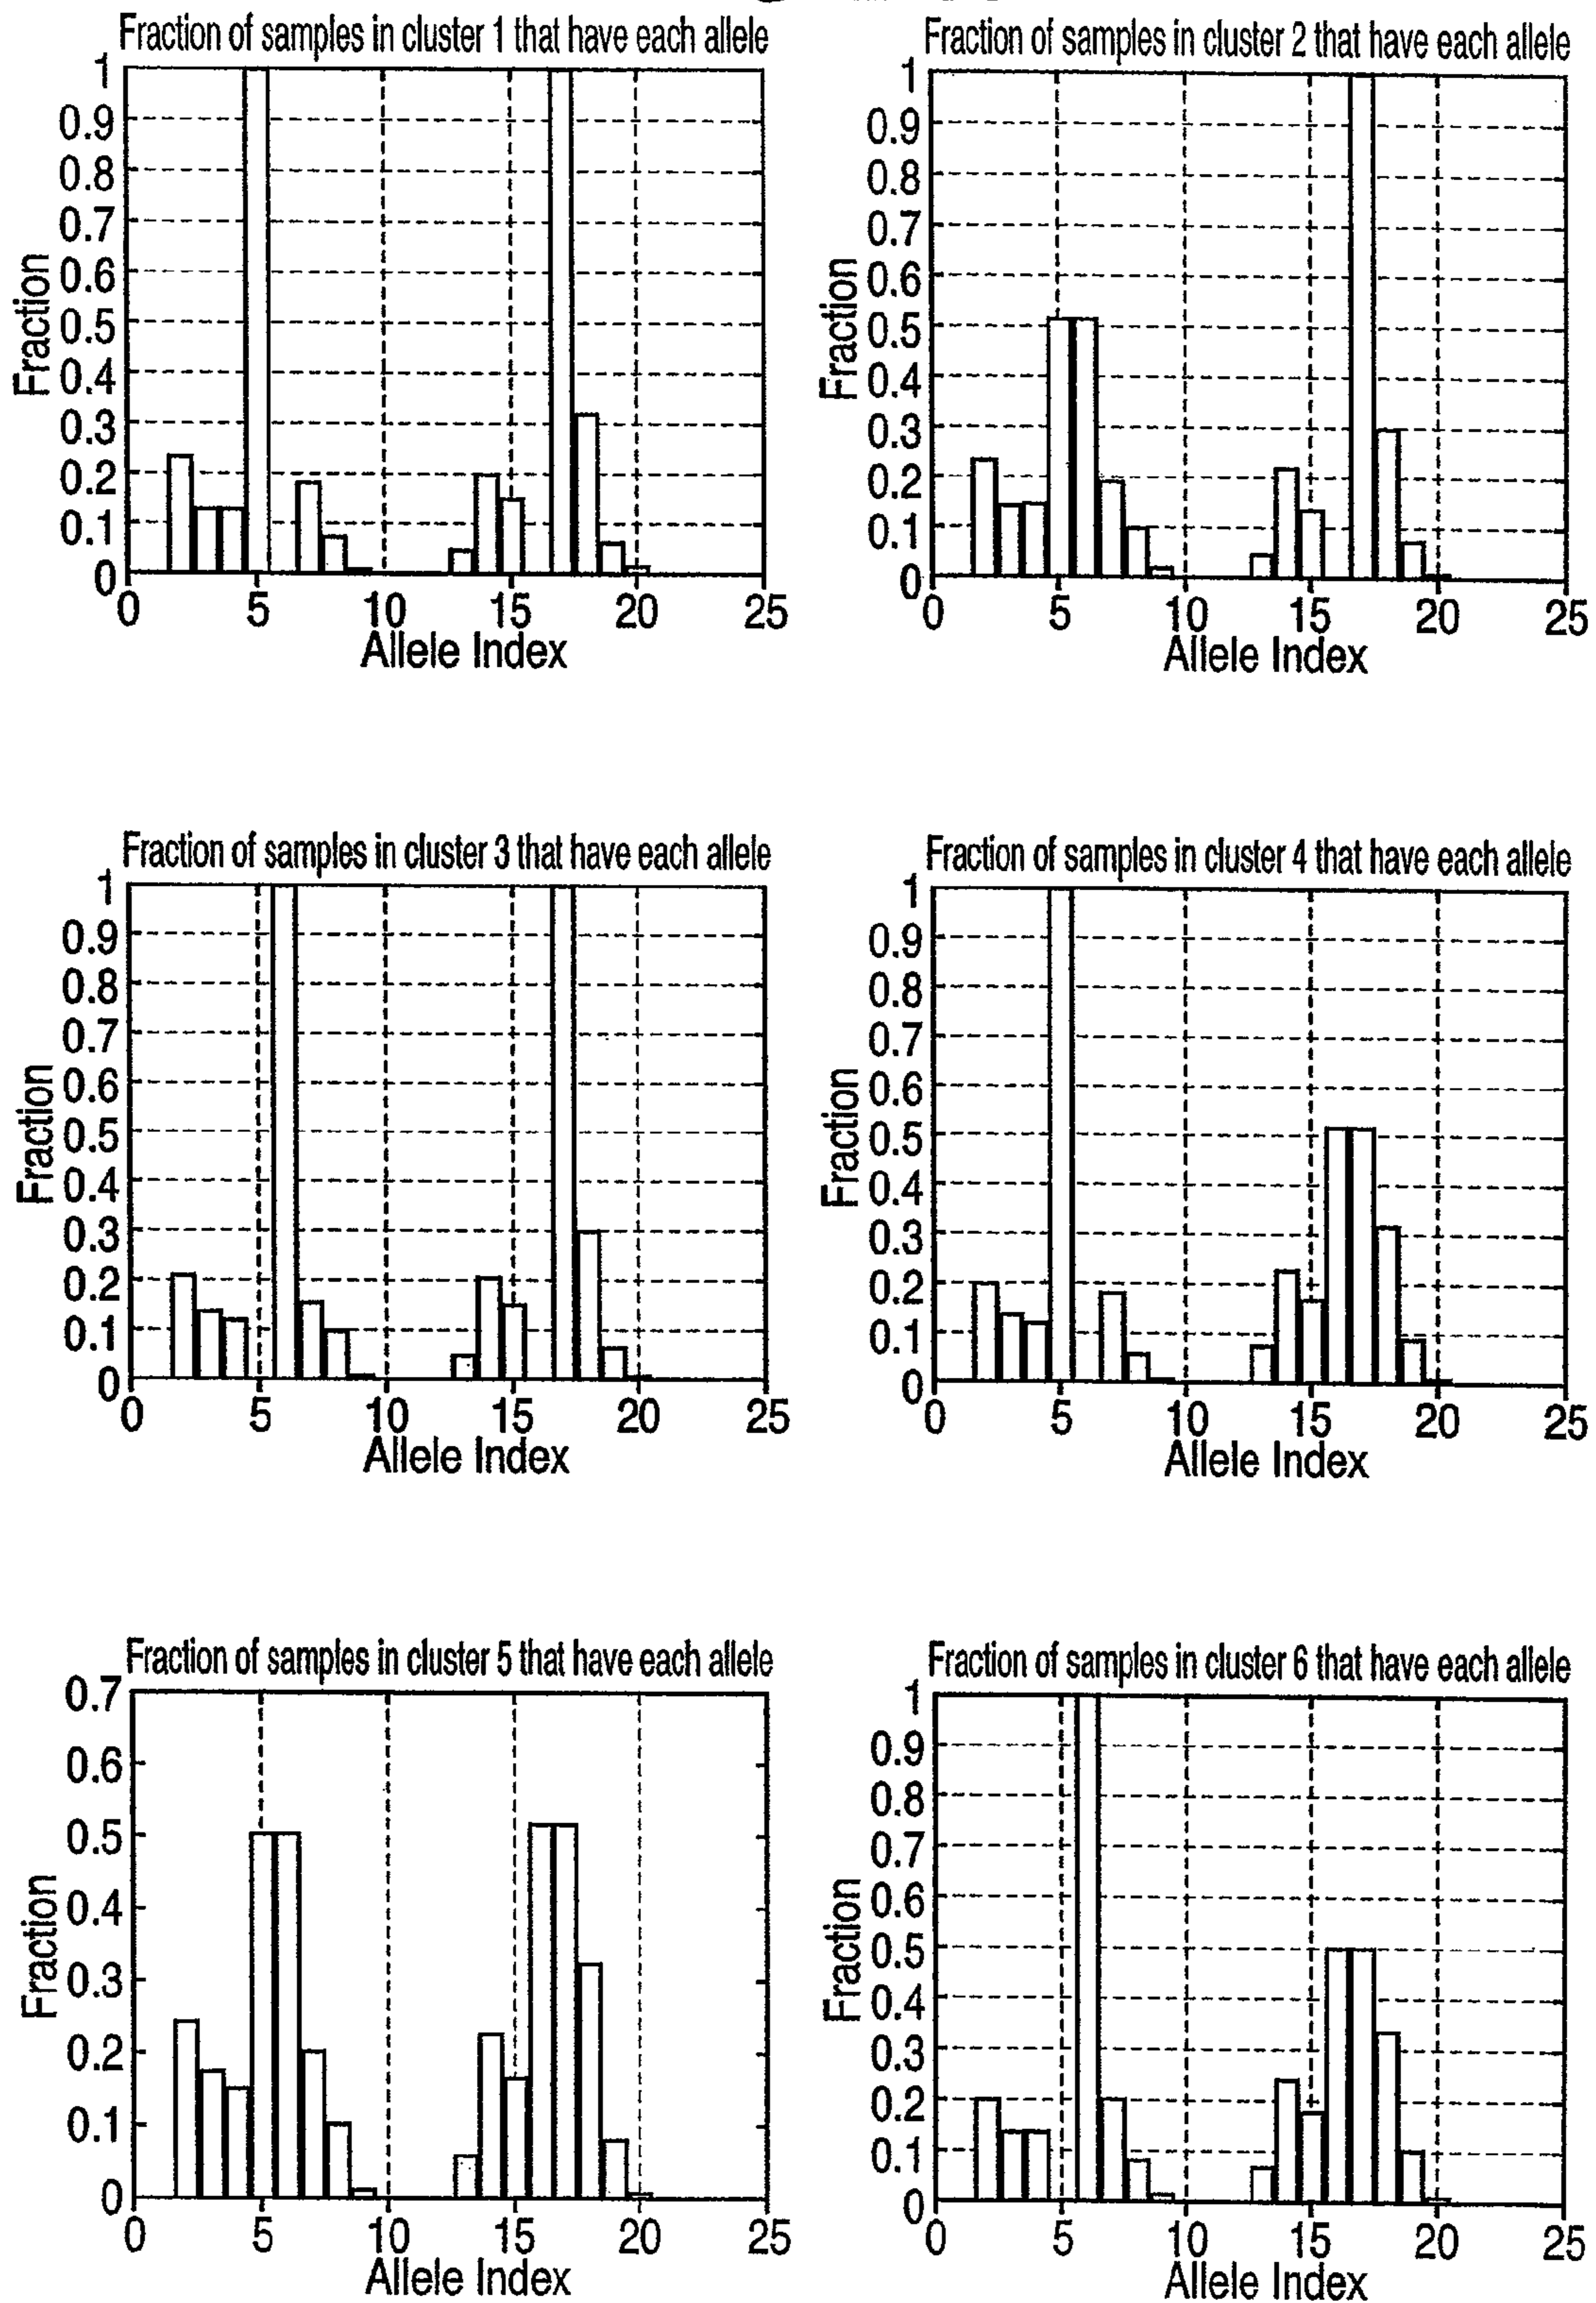 Fraction of samples in cluster 1 that have each allele
1
0.9
0.8
0.7
0.6
0.5
0.4
0.3
0.2
0.1
0
Fraction
0 5 10 15 20 25
Allele Index
Fraction of samples in cluster 2 that have each allele
1
0.9
0.8
0.7
0.6
0.5
0.4
0.3
0.2
0.1
0
Fraction
0 5 10 15 20 25
Allele Index
Fraction of samples in cluster 3 that have each allele
1
0.9
0.8
0.7
0.6
0.5
0.4
0.3
0.2
0.1
0
Fraction
0 5 10 15 20 25
Allele Index
Fraction of samples in cluster 4 that have each allele
1
0.9
0.8
0.7
0.6
0.5
0.4
0.3
0.2
0.1
0
Fraction
0 5 10 15 20 25
Allele Index
Fraction of samples in cluster 5 that have each allele
0.7
0.6
0.5
0.4
0.3
0.2
0.1
0
Fraction
0 5 10 15 20 25
Allele Index
Fraction of samples in cluster 6 that have each allele
1
0.9
0.8
0.7
0.6
0.5
0.4
0.3
0.2
0.1
0
Fraction
0 5 10 15 20 25
Allele Index